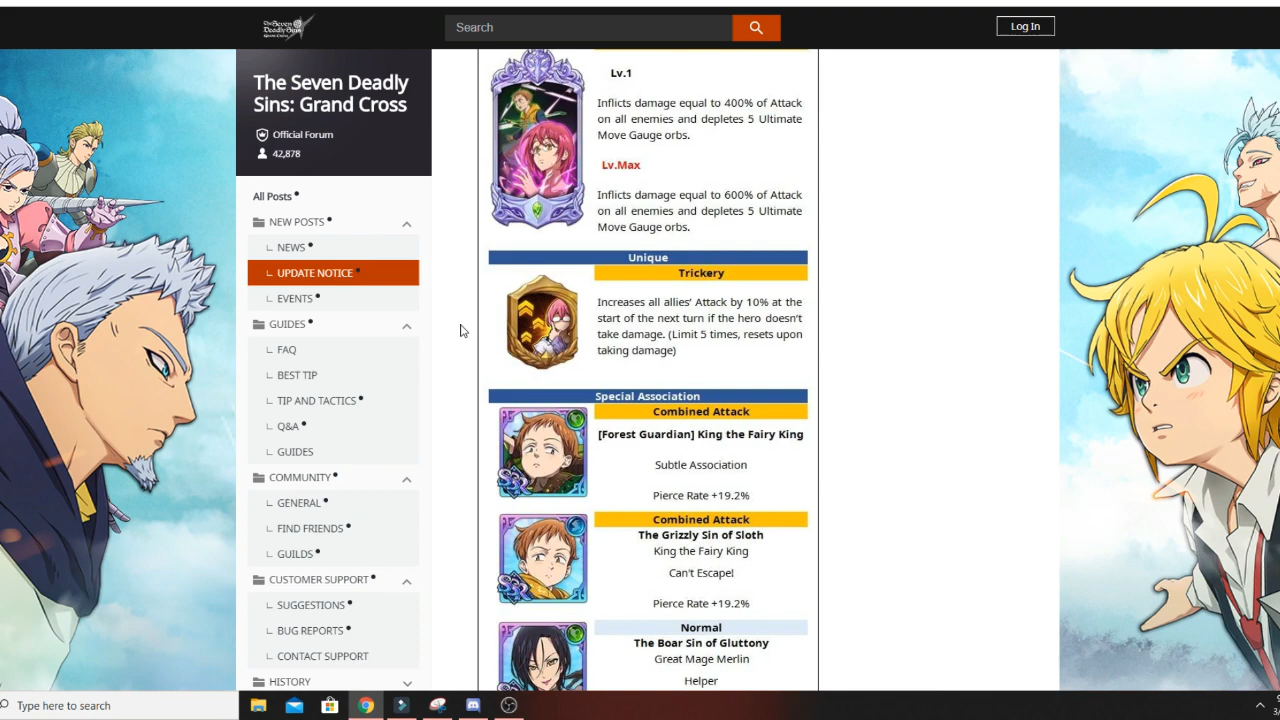 The Seven
Deadly Sins
Search
Log In
The Seven Deadly
Sins: Grand Cross
Official Forum
42,878
All Posts
NEW POSTS
NEWS
UPDATE NOTICE
EVENTS
GUIDES
FAQ
BEST TIP
TIP AND TACTICS
Q&A
GUIDES
COMMUNITY
GENERAL
FIND FRIENDS
GUILDS
CUSTOMER SUPPORT
SUGGESTIONS
BUG REPORTS
CONTACT SUPPORT
HISTORY
Lv.1
Inflicts damage equal to 400% of Attack
on all enemies and depletes 5 Ultimate
Move Gauge orbs.
Lv.Max
Inflicts damage equal to 600% of Attack
on all enemies and depletes 5 Ultimate
Move Gauge orbs.
Unique
Trickery
Increases all allies' Attack by 10% at the
start of the next turn if the hero doesn't
take damage. (Limit 5 times, resets upon
taking damage)
Special Association
Combined Attack
[Forest Guardian] King the Fairy King
Subtle Association
Pierce Rate +19.2%
Combined Attack
The Grizzly Sin of Sloth
King the Fairy King
Can't Escape!
Pierce Rate +19.2%
Normal
The Boar Sin of Gluttony
Great Mage Merlin
Helper
Type here to search